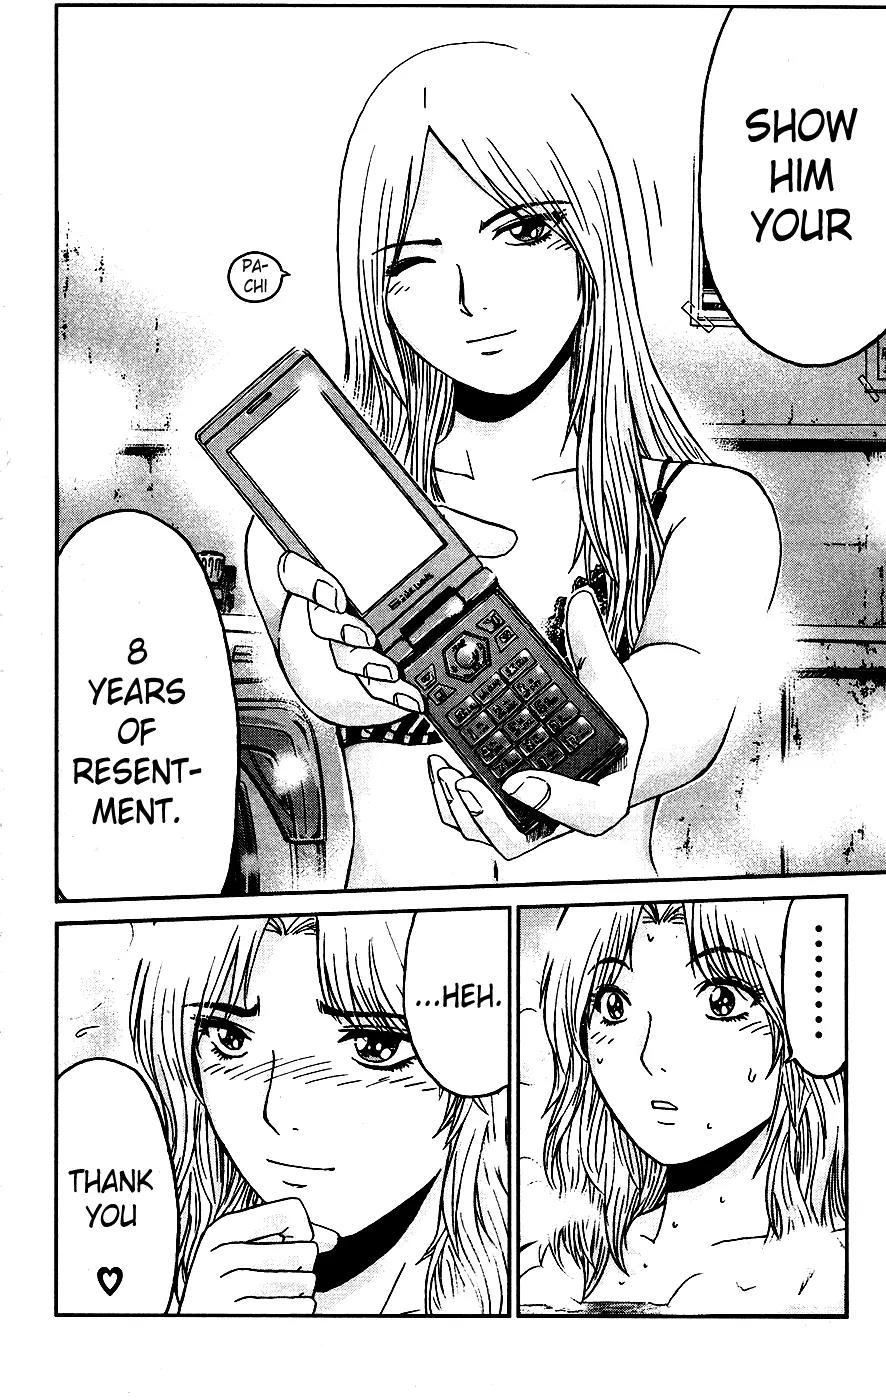 SHOW
HIM
YOUR
PA-
CHI
8
YEARS
OF
RESENT-
MENT.
........
...HEH.
THANK
YOU
♡